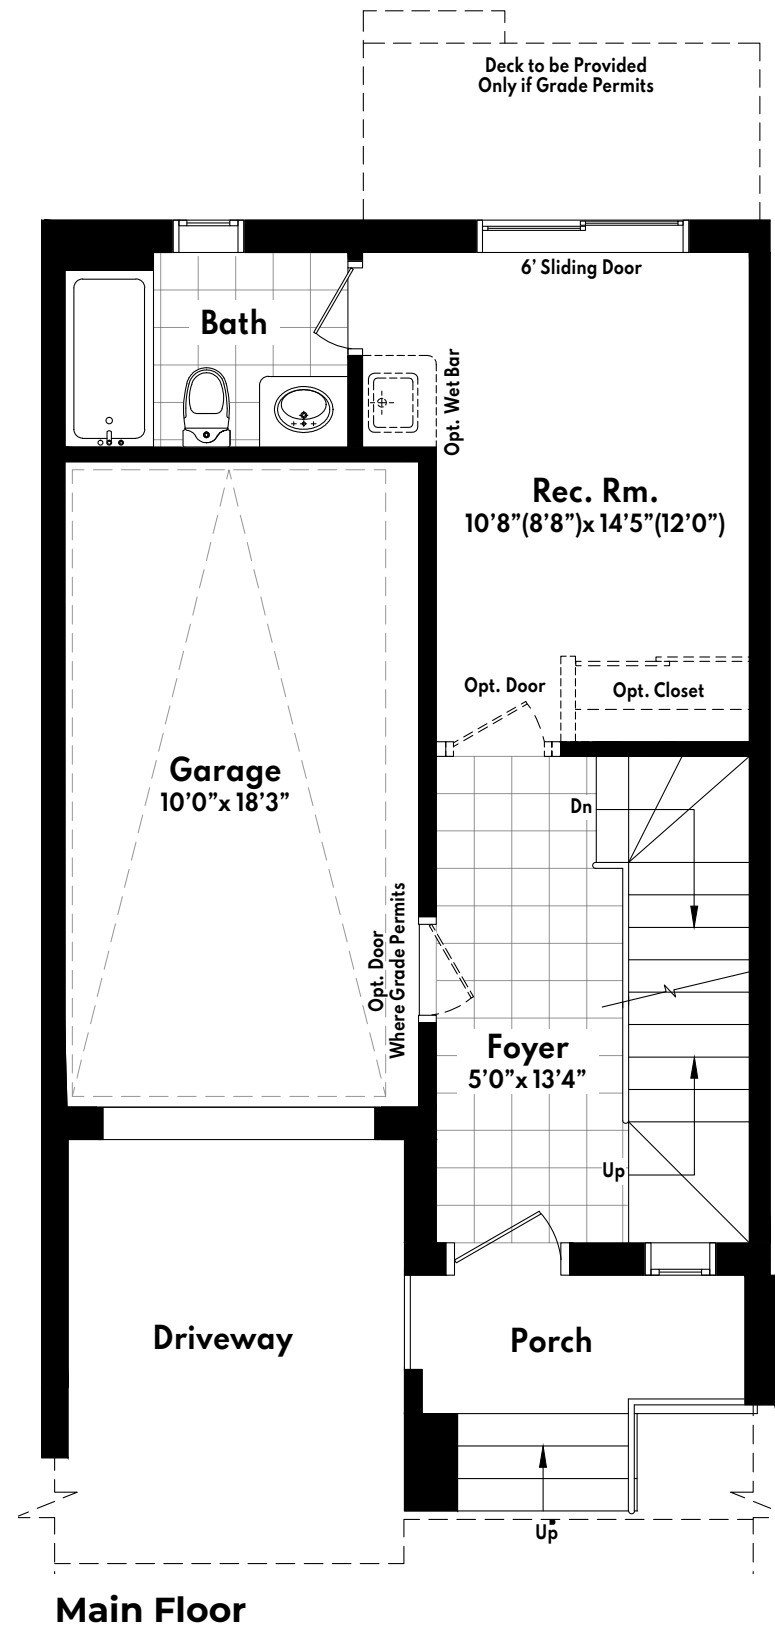 Deck to be Provided
Only if Grade Permits
6’ Sliding Door
Bath
Opt. Wet Bar
Rec. Rm.
10’8”(8’8”)x 14’5”(12’0”)
Opt. Door
Opt. Closet
Garage
10’0”x 18’3”
Dn
Opt. Door
Where Grade Permits
Foyer
5’0”x 13’4”
Up
Driveway
Porch
Up
Main Floor